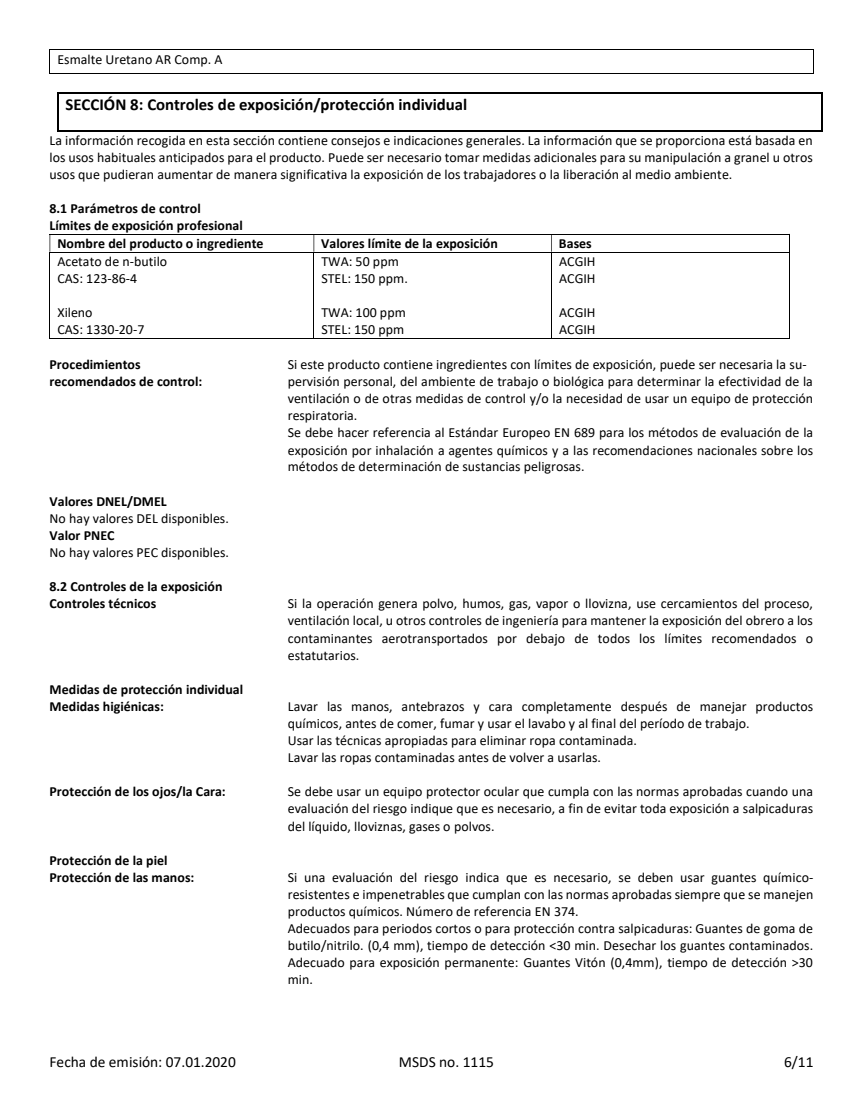 Esmalte Uretano AR Comp. A
SECCIÓN 8: Controles de exposición/protección individual
La información recogida en esta sección contiene consejos e indicaciones generales. La información que se proporciona está basada en
los usos habituales anticipados para el producto. Puede ser necesario tomar medidas adicionales para su manipulación a granel u otros
usos que pudieran aumentar de manera significativa la exposición de los trabajadores o la liberación al medio ambiente.
8.1 Parámetros de control
Límites de exposición profesional
Nombre del producto o ingrediente Valores límite de la exposición Bases
Acetato de n-butilo TWA: 50 ppm ACGIH
CAS: 123-86-4 STEL: 150 ppm. ACGIH
Xileno TWA: 100 ppm ACGIH
CAS: 1330-20-7 STEL: 150 ppm ACGIH
Procedimientos Si este producto contiene ingredientes con límites de exposición, puede ser necesaria la su-
recomendados de control: pervisión personal, del ambiente de trabajo o biológica para determinar la efectividad de la
ventilación o de otras medidas de control y/o la necesidad de usar un equipo de protección
respiratoria.
Se debe hacer referencia al Estándar Europeo EN 689 para los métodos de evaluación de la
exposición por inhalación a agentes químicos y a las recomendaciones nacionales sobre los
métodos de determinación de sustancias peligrosas.
Valores DNEL/DMEL
No hay valores DEL disponibles.
Valor PNEC
No hay valores PEC disponibles.
8.2 Controles de la exposición
Controles técnicos Si la operación genera polvo, humos, gas, vapor o llovizna, use cercamientos del proceso,
ventilación local, u otros controles de ingeniería para mantener la exposición del obrero a los
contaminantes aerotransportados por debajo de todos los límites recomendados o
estatutarios.
Medidas de protección individual
Medidas higiénicas: Lavar las manos, antebrazos y cara completamente después de manejar productos
químicos, antes de comer, fumar y usar el lavabo y al final del período de trabajo.
Usar las técnicas apropiadas para eliminar ropa contaminada.
Lavar las ropas contaminadas antes de volver a usarlas.
Protección de los ojos/la Cara: Se debe usar un equipo protector ocular que cumpla con las normas aprobadas cuando una
evaluación del riesgo indique que es necesario, a fin de evitar toda exposición a salpicaduras
del líquido, lloviznas, gases o polvos.
Protección de la piel
Protección de las manos: Si una evaluación del riesgo indica que es necesario, se deben usar guantes químico-
resistentes e impenetrables que cumplan con las normas aprobadas siempre que se manejen
productos químicos. Número de referencia EN 374.
Adecuados para periodos cortos o para protección contra salpicaduras: Guantes de goma de
butilo/nitrilo. (0,4 mm), tiempo de detección <30 min. Desechar los guantes contaminados.
Adecuado para exposición permanente: Guantes Vitón (0,4mm), tiempo de detección >30
min.
Fecha de emisión: 07.01.2020 MSDS no. 1115 6/11